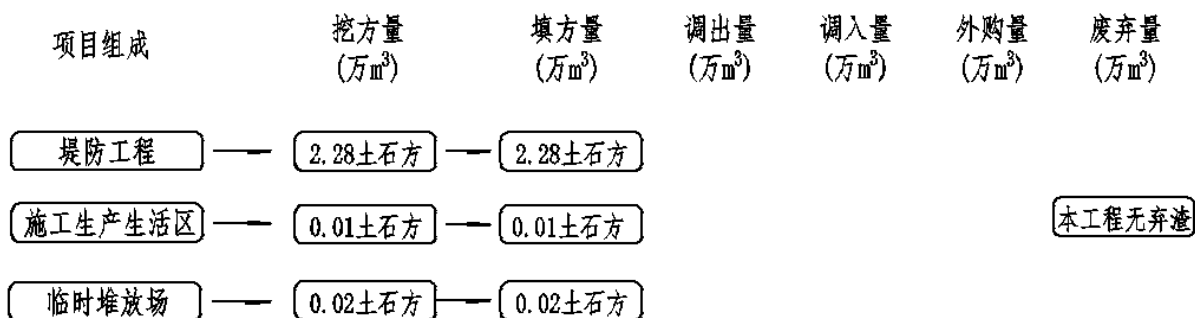 项目组成 挖方量 填方量 调出量 调入量 外购量 废弃量
(万m³) (万m³) (万m³) (万m³) (万m³) (万m³)
堤防工程 2.28土石方 2.28土石方
施工生产生活区 0.01土石方 0.01土石方 本工程无弃渣
临时堆放场 0.02土石方 0.02土石方